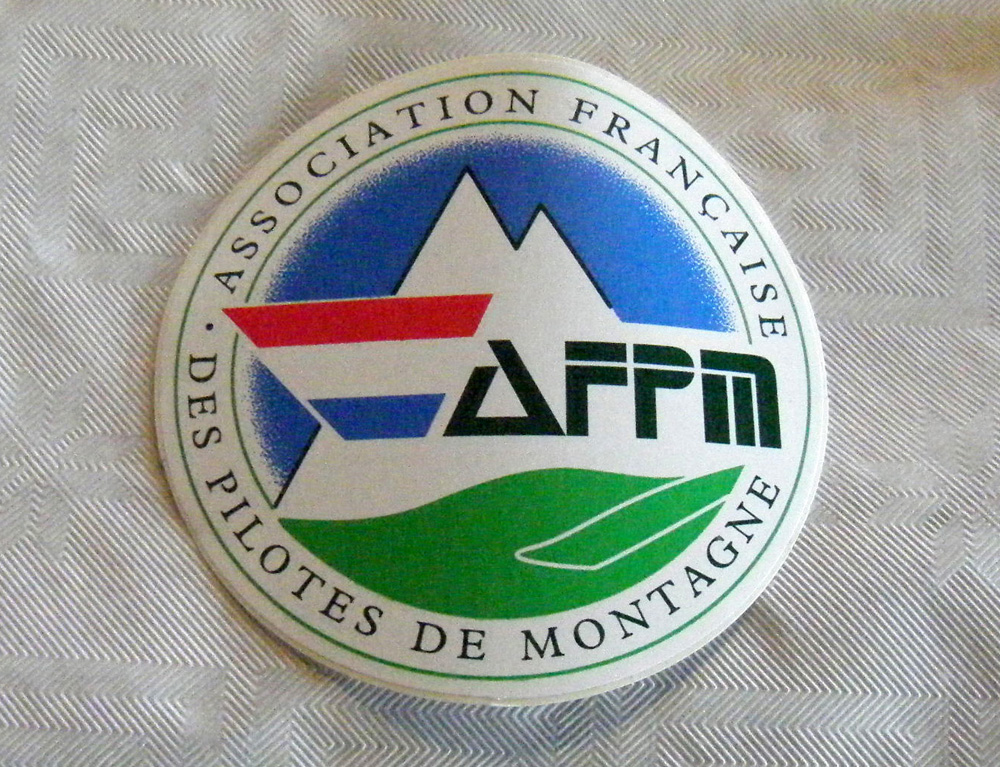 ASSOCIATION FRANÇAISE
· DES PILOTES DE MONTAGNE
AFPM